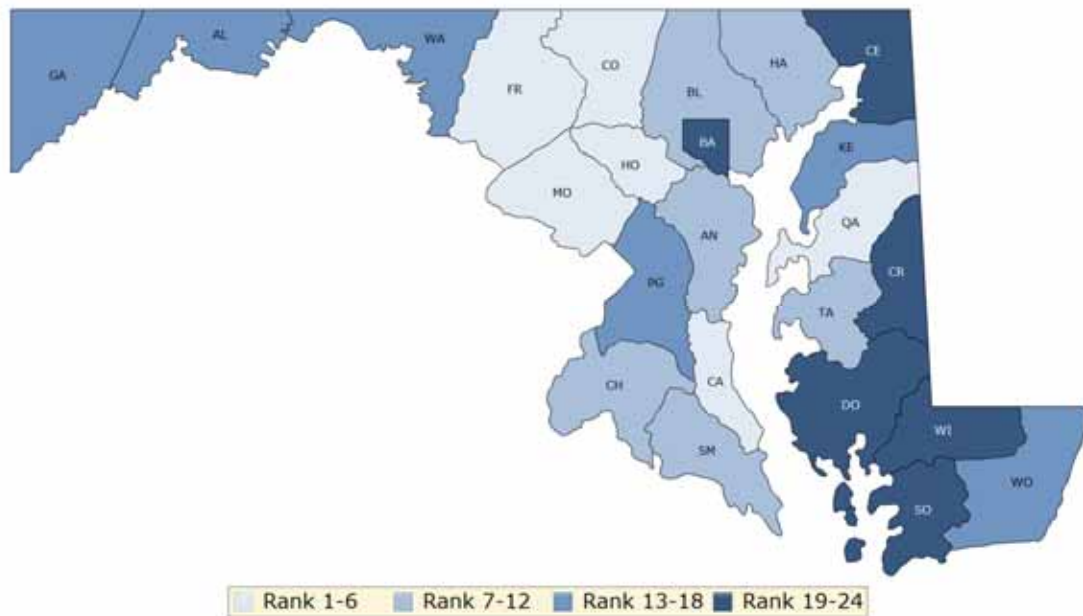 AL
WA
GA
FR
CO
BL
HA
CE
BA
KE
HO
MO
QA
AN
CR
PG
TA
CH
CA
DO
WI
SM
WO
SO
Rank 1-6 Rank 7-12 Rank 13-18 Rank 19-24